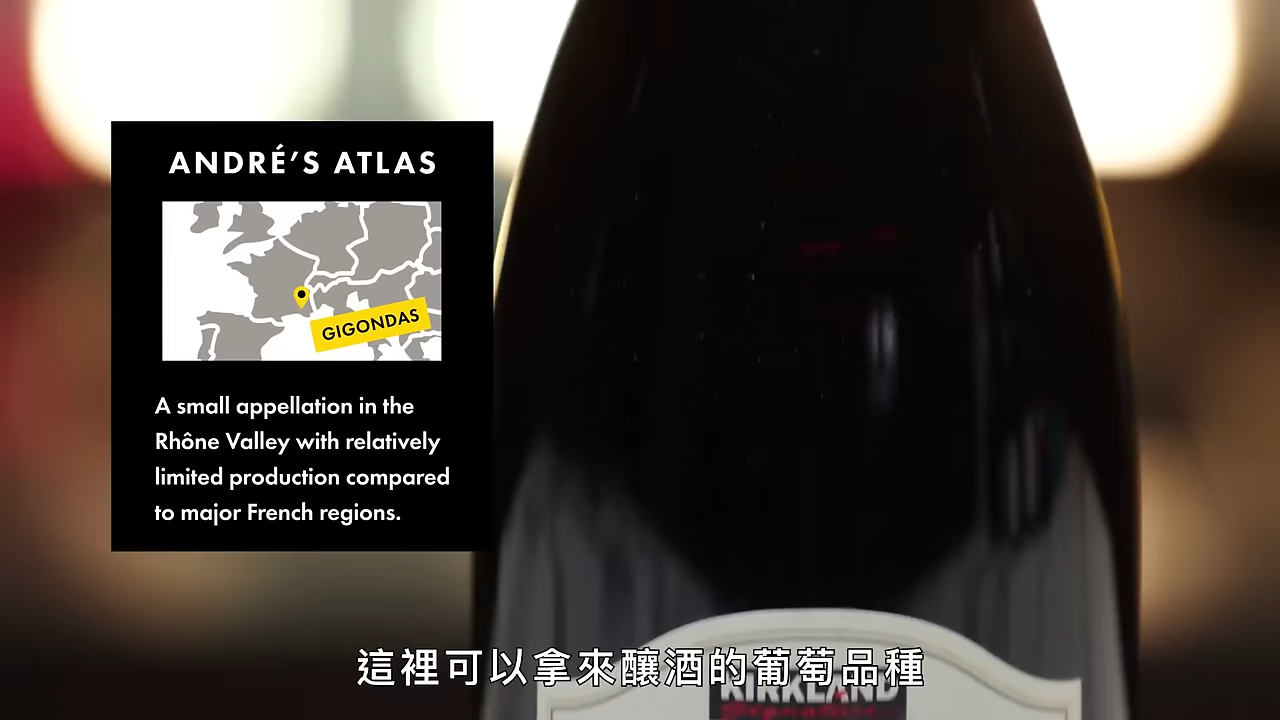 ANDRÉ’S ATLAS
GIGONDAS
A small appellation in the
Rhône Valley with relatively
limited production compared
to major French regions.
這裡可以拿來釀酒的葡萄品種
KIRKLAND
Signature